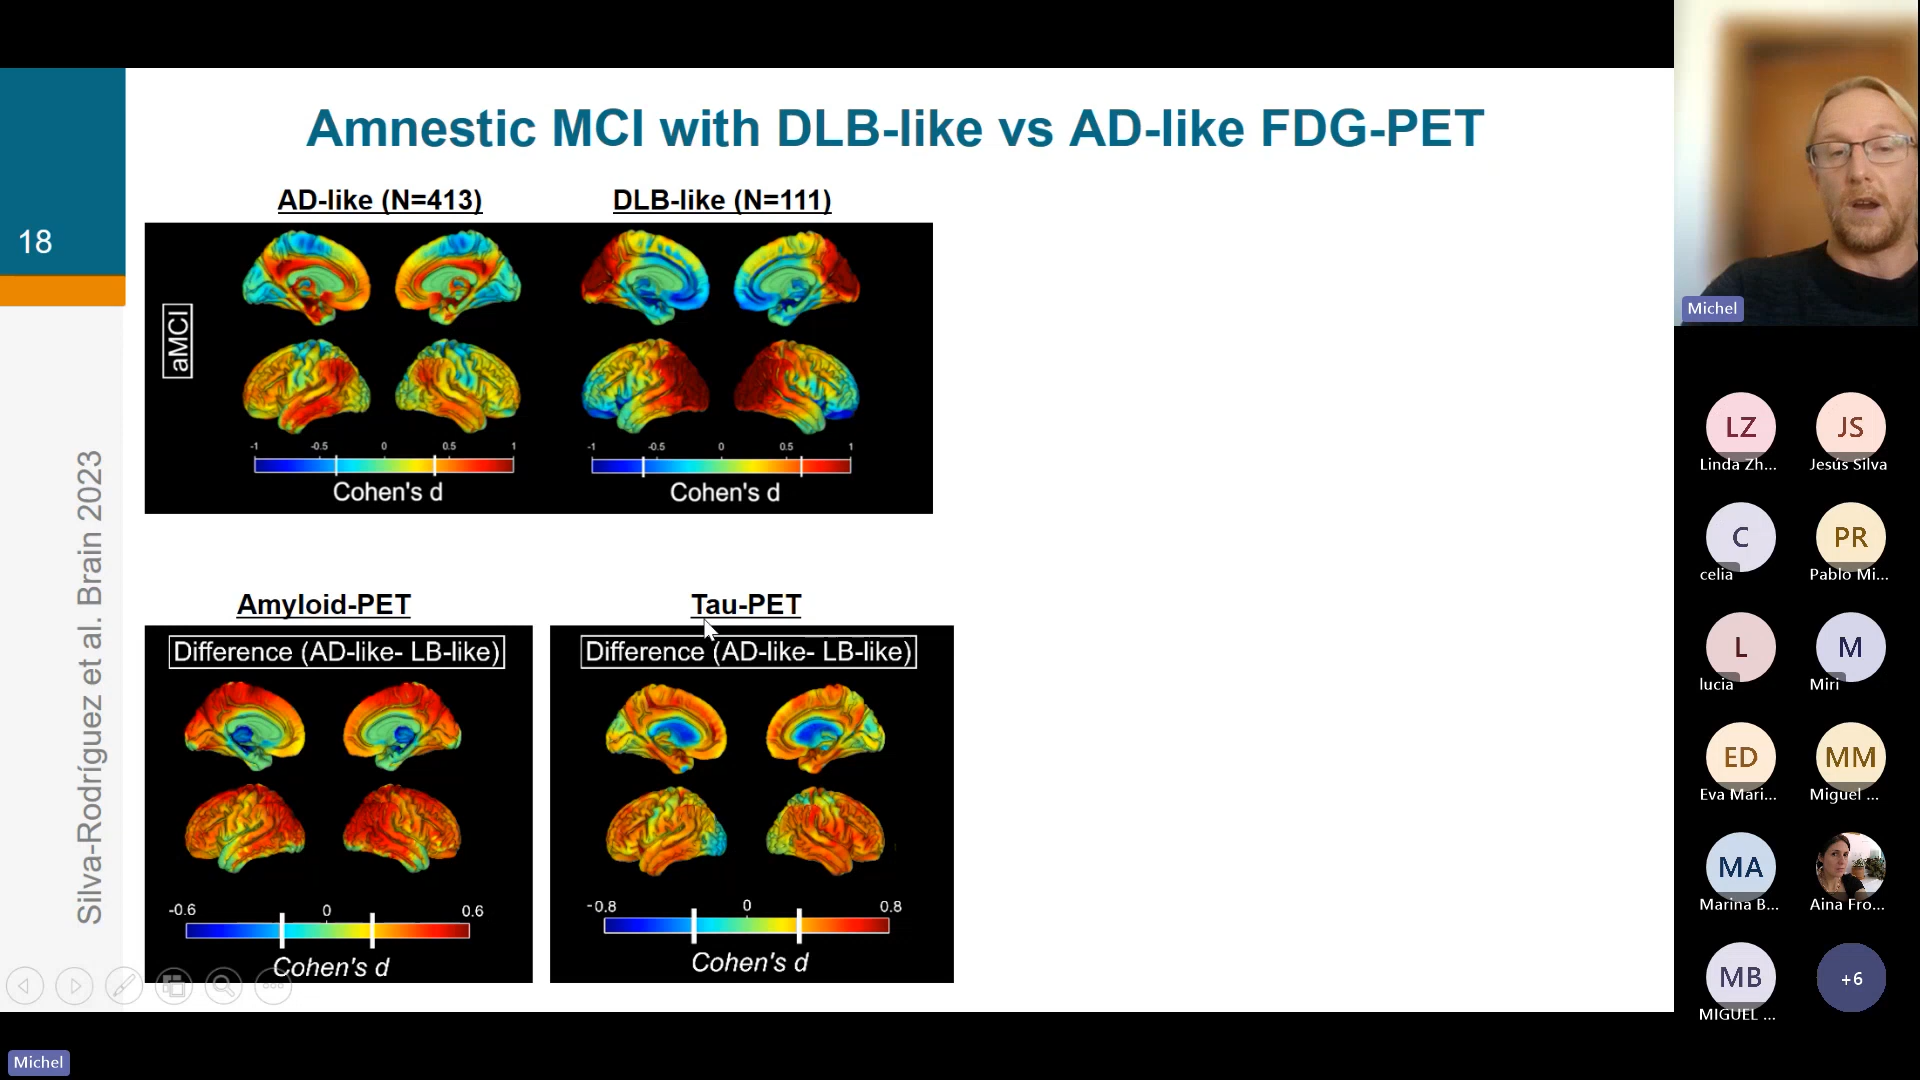 Amnestic MCI with DLB-like vs AD-like FDG-PET
18
Silva-Rodríguez et al. Brain 2023
AD-like (N=413)
DLB-like (N=111)
aMCI
-1 -0.5 0 0.5 1
Cohen's d
-1 -0.5 0 0.5 1
Cohen's d
Amyloid-PET
Difference (AD-like- LB-like)
-0.6 0 0.6
Cohen's d
Tau-PET
Difference (AD-like- LB-like)
-0.8 0 0.8
Cohen's d
Michel
Michel
LZ
Linda Zh...
JS
Jesús Silva
C
celia
PR
Pablo Mi...
L
lucia
M
Miri
ED
Eva Mari...
MM
Miguel ...
MA
Marina B...
Aina Fro...
MB
MIGUEL ...
+6